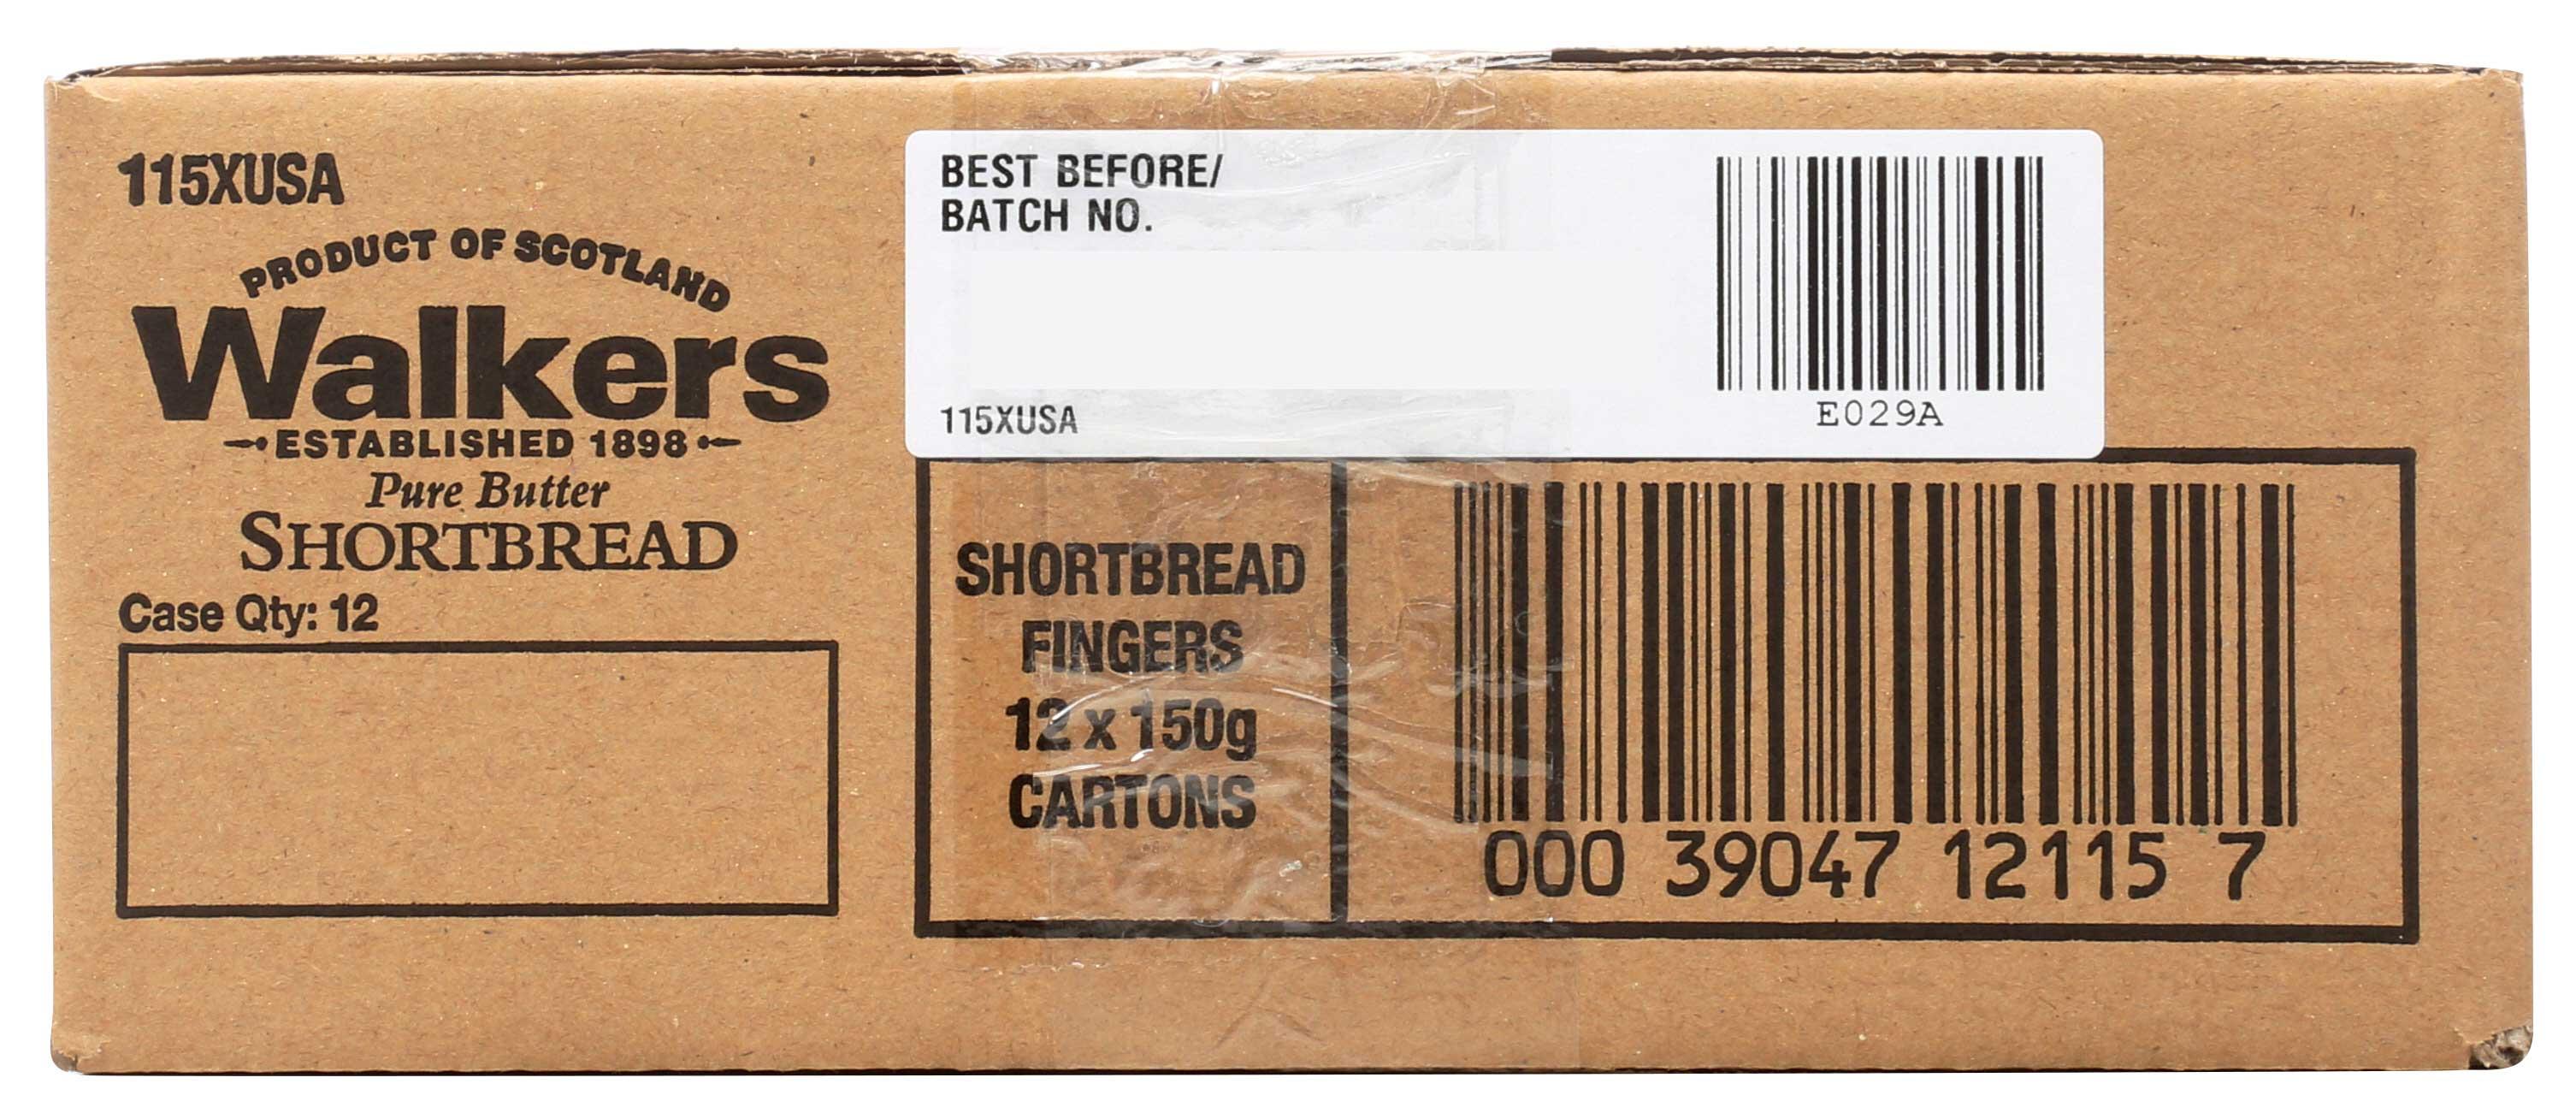 115XUSA
PRODUCT OF SCOTLAND
Walkers
ESTABLISHED 1898
Pure Butter
SHORTBREAD
Case Qty: 12
BEST BEFORE/
BATCH NO.
115XUSA
E029A
SHORTBREAD
FINGERS
12 x 150g
CARTONS
000 39047 12115 7